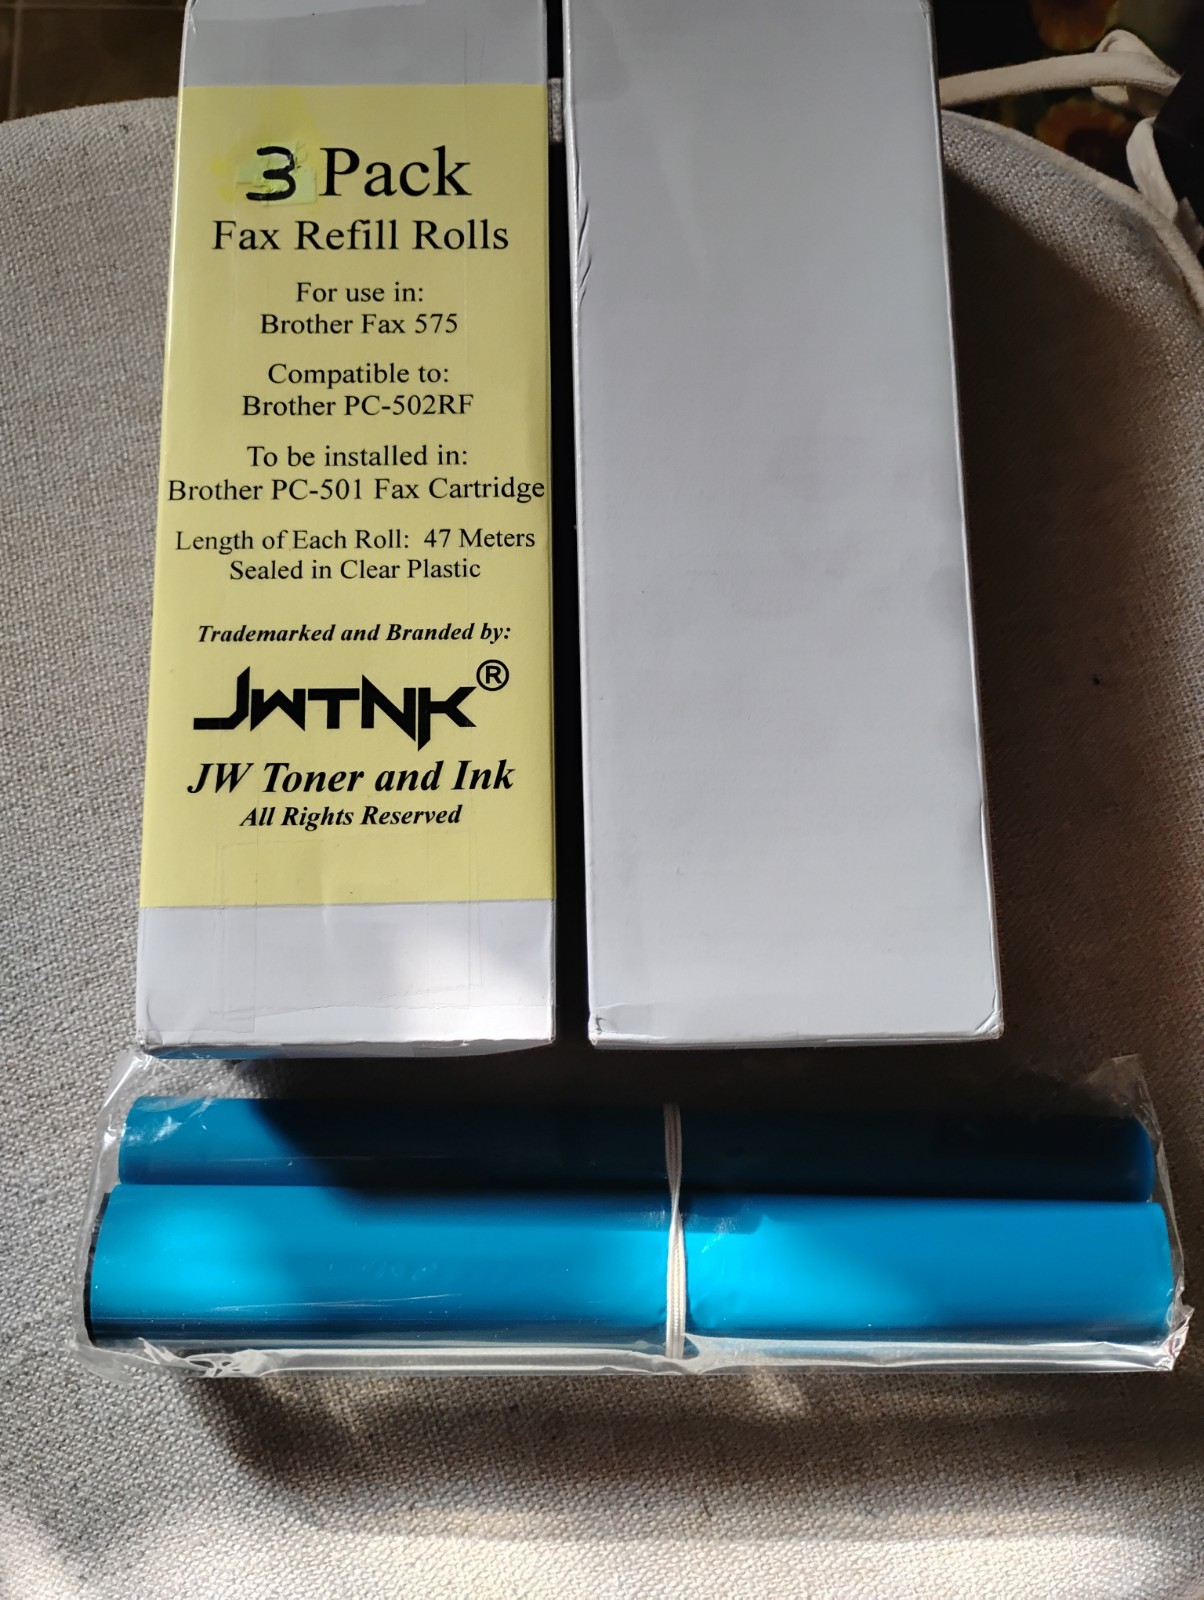 3 Pack
Fax Refill Rolls
For use in:
Brother Fax 575
Compatible to:
Brother PC-502RF
To be installed in:
Brother PC-501 Fax Cartridge
Length of Each Roll: 47 Meters
Sealed in Clear Plastic
Trademarked and Branded by:
JWTNK®
JW Toner and Ink
All Rights Reserved